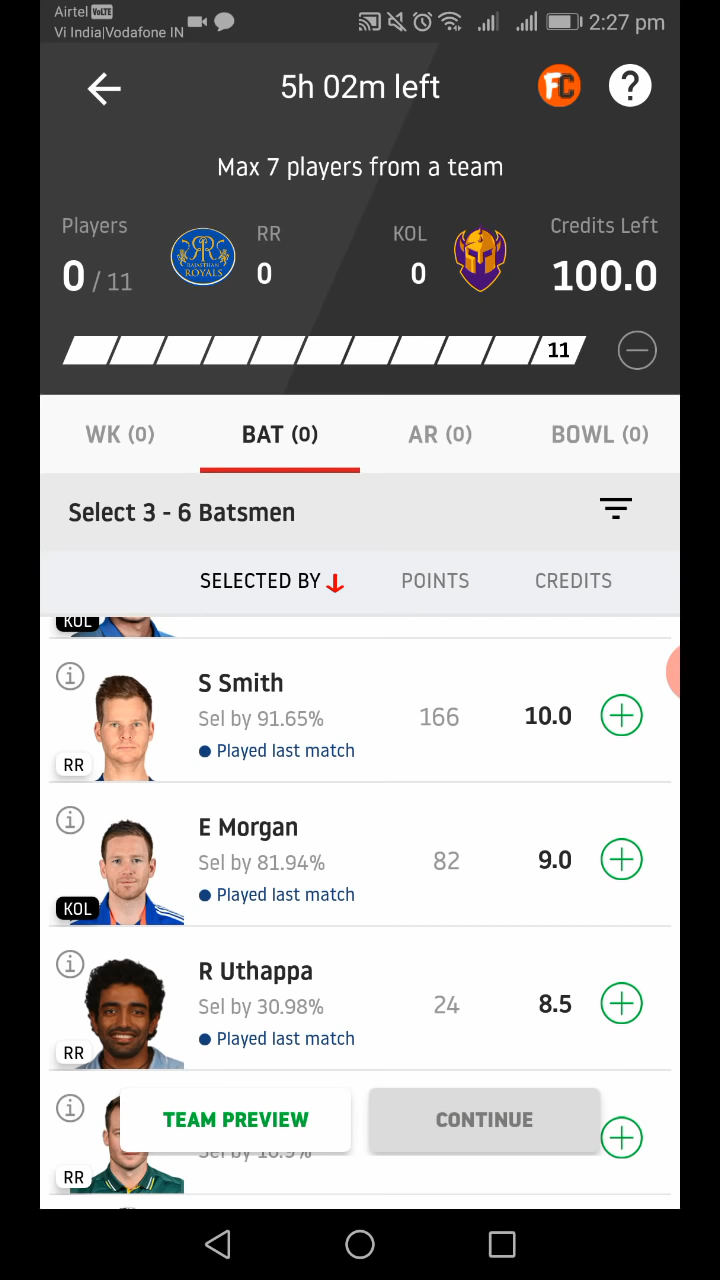 Airtel VoLTE
Vi India|Vodafone IN
2:27 pm
5h 02m left
FC
?
Max 7 players from a team
Players
RR
KOL
Credits Left
0 / 11
RAJASTHAN ROYALS
0
0
100.0
11
WK (0)
BAT (0)
AR (0)
BOWL (0)
Select 3 - 6 Batsmen
SELECTED BY
POINTS
CREDITS
KOL
i
S Smith
Sel by 91.65%
166
10.0
Played last match
RR
i
E Morgan
Sel by 81.94%
82
9.0
Played last match
KOL
i
R Uthappa
Sel by 30.98%
24
8.5
Played last match
RR
i
TEAM PREVIEW
CONTINUE
Sel by
RR